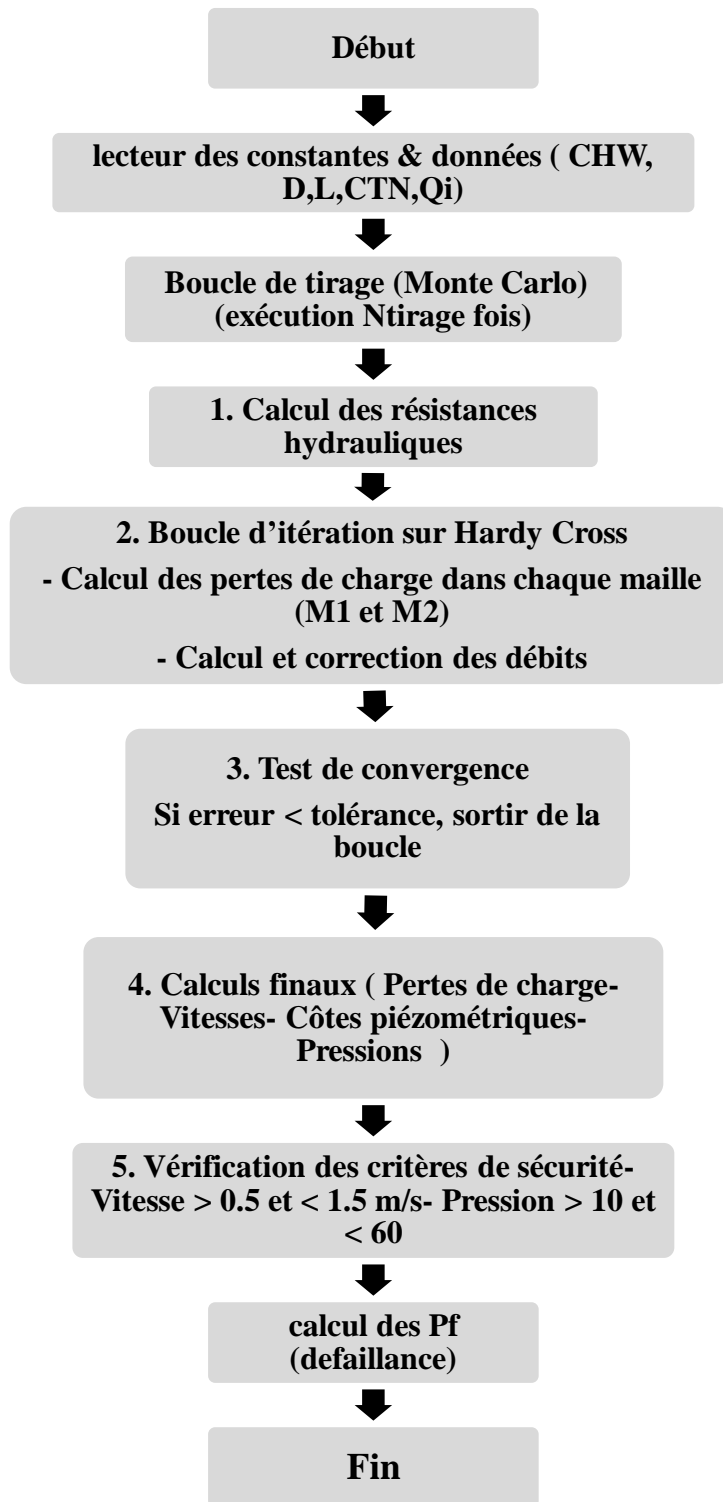 Début
lecteur des constantes & données ( CHW,
D,L,CTN,Qi)
Boucle de tirage (Monte Carlo)
(exécution Ntirage fois)
1. Calcul des résistances
hydrauliques
2. Boucle d’itération sur Hardy Cross
- Calcul des pertes de charge dans chaque maille
(M1 et M2)
- Calcul et correction des débits
3. Test de convergence
Si erreur < tolérance, sortir de la
boucle
4. Calculs finaux ( Pertes de charge-
Vitesses- Côtes piézométriques-
Pressions  )
5. Vérification des critères de sécurité-
Vitesse > 0.5 et < 1.5 m/s- Pression > 10 et
< 60
calcul des Pf
(defaillance)
Fin